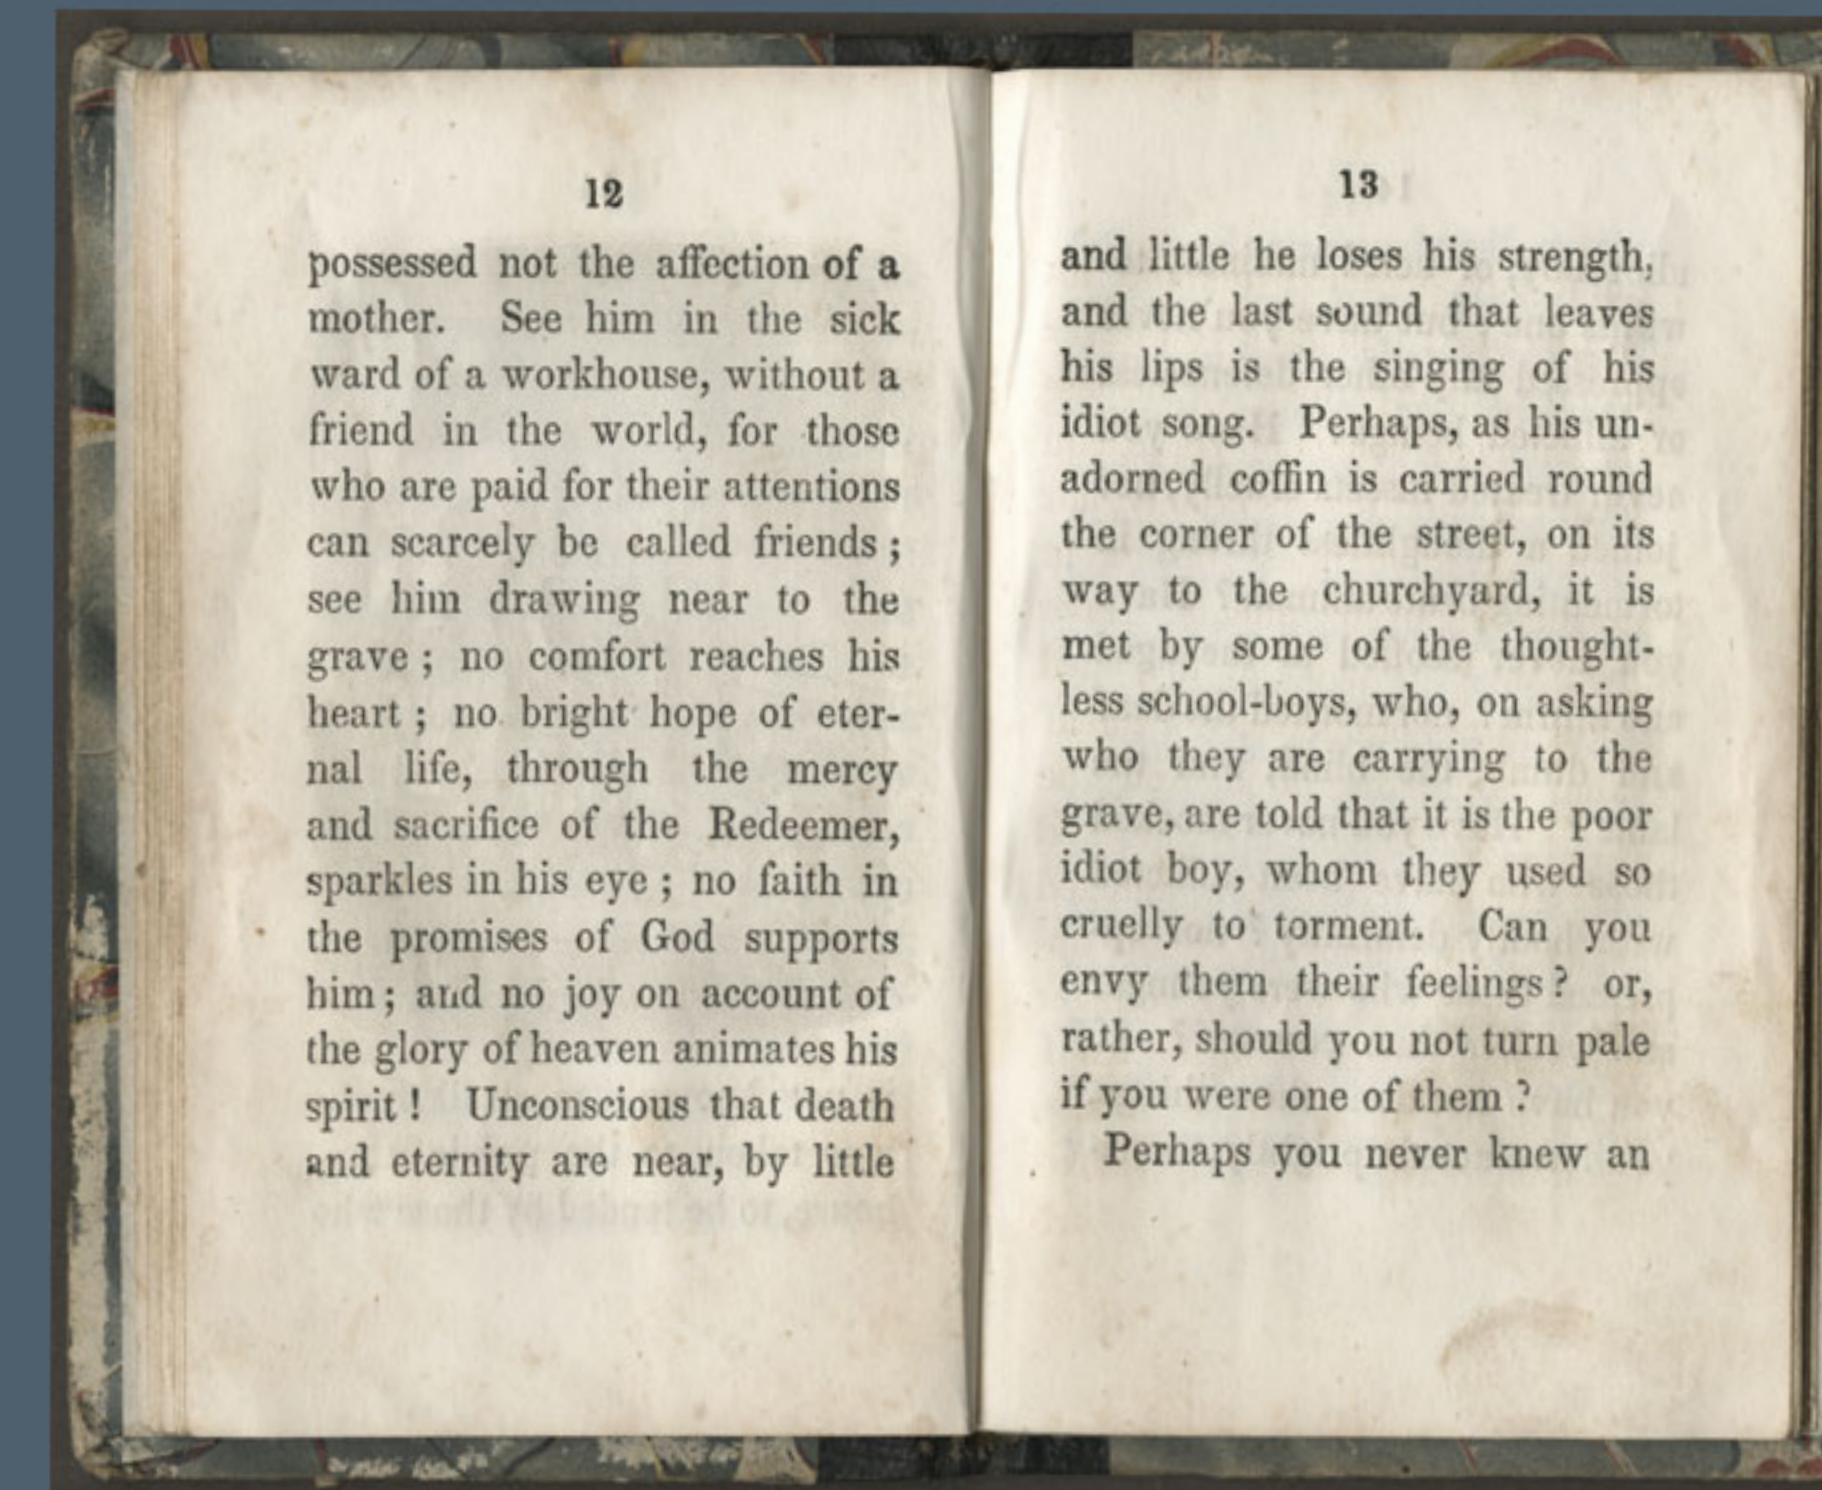 12
possessed not the affection of a
mother. See him in the sick
ward of a workhouse, without a
friend in the world, for those
who are paid for their attentions
can scarcely be called friends ;
see him drawing near to the
grave ; no comfort reaches his
heart ; no bright hope of eter-
nal life, through the mercy
and sacrifice of the Redeemer,
sparkles in his eye ; no faith in
the promises of God supports
him ; and no joy on account of
the glory of heaven animates his
spirit ! Unconscious that death
and eternity are near, by little
13
and little he loses his strength,
and the last sound that leaves
his lips is the singing of his
idiot song. Perhaps, as his un-
adorned coffin is carried round
the corner of the street, on its
way to the churchyard, it is
met by some of the thought-
less school-boys, who, on asking
who they are carrying to the
grave, are told that it is the poor
idiot boy, whom they used so
cruelly to torment. Can you
envy them their feelings ? or,
rather, should you not turn pale
if you were one of them ?
Perhaps you never knew an